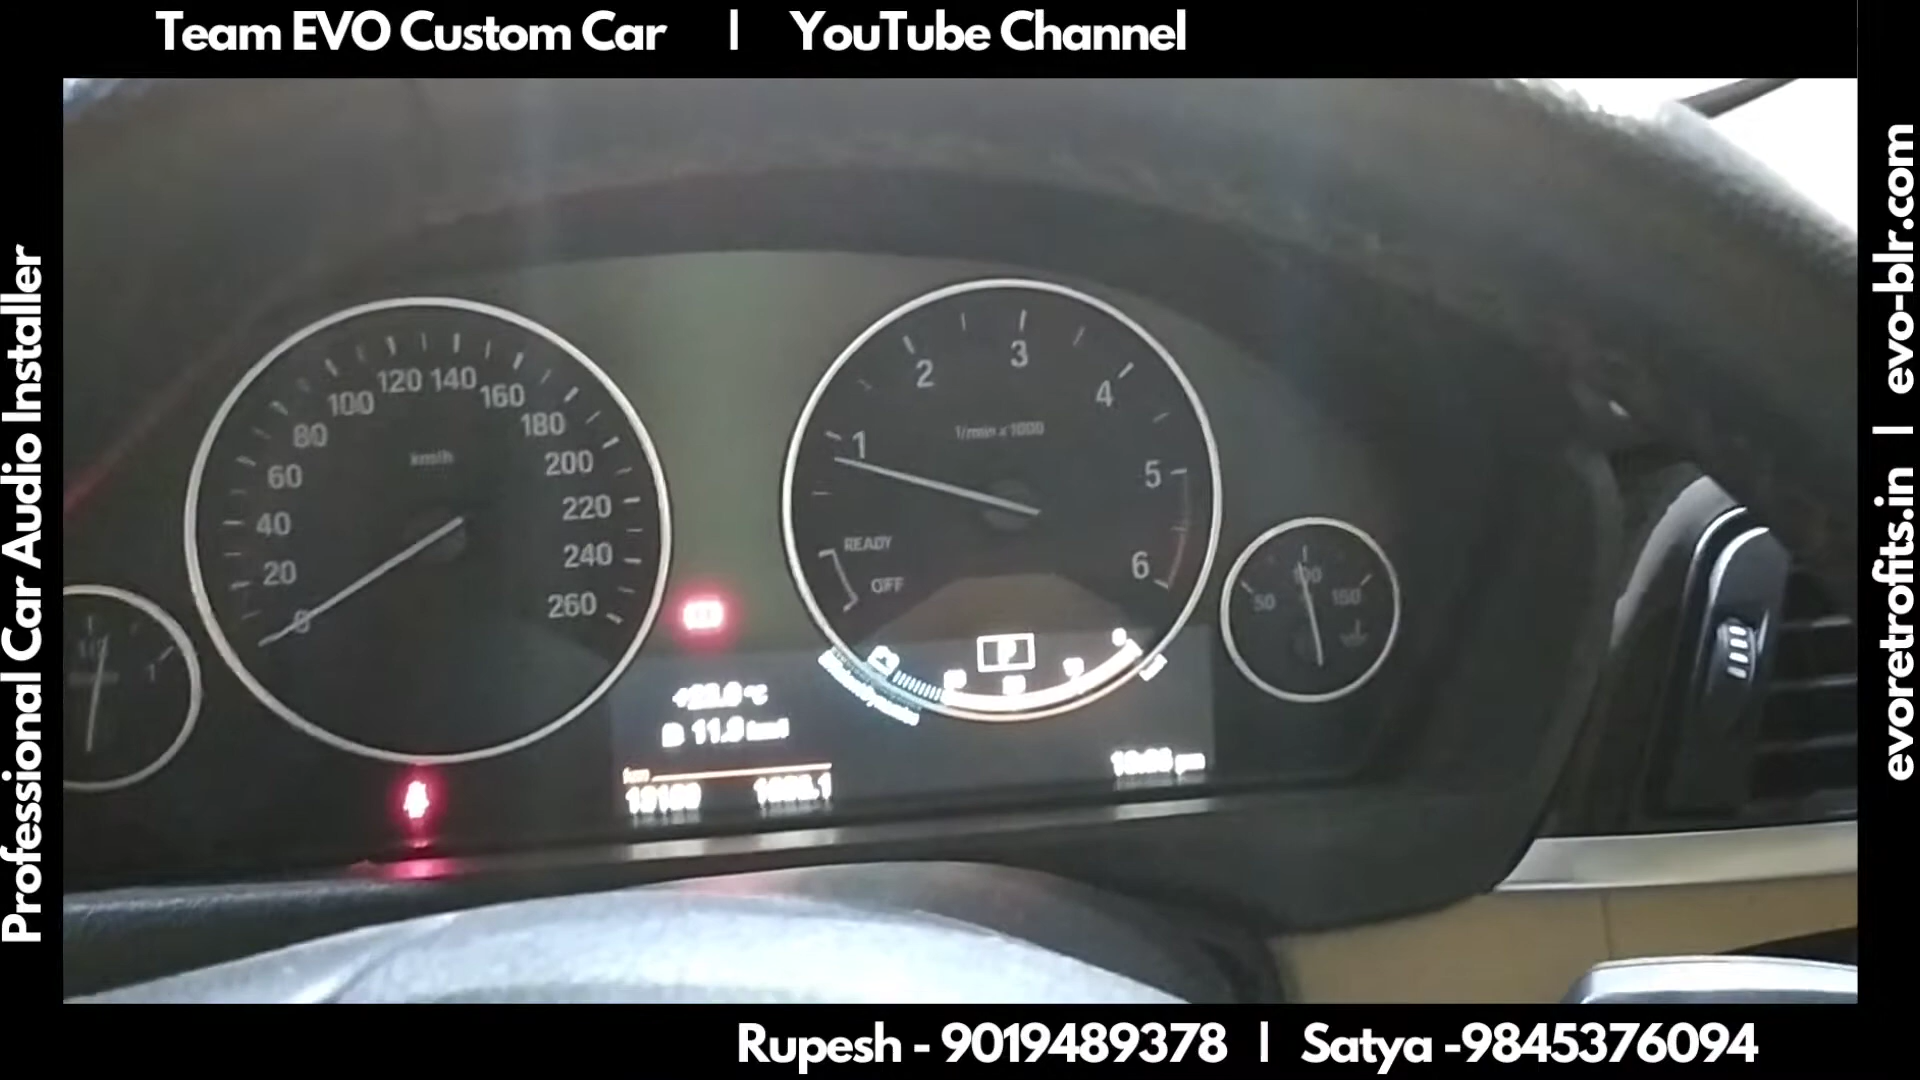 Team EVO Custom Car | YouTube Channel
Professional Car Audio Installer
evoretrofits.in | evo-blr.com
0
20
40
60
80
100
120
140
160
180
200
220
240
260
km/h
1
2
3
4
5
6
1/min x1000
READY
OFF
P
50
100
150
Rupesh - 9019489378 | Satya -9845376094